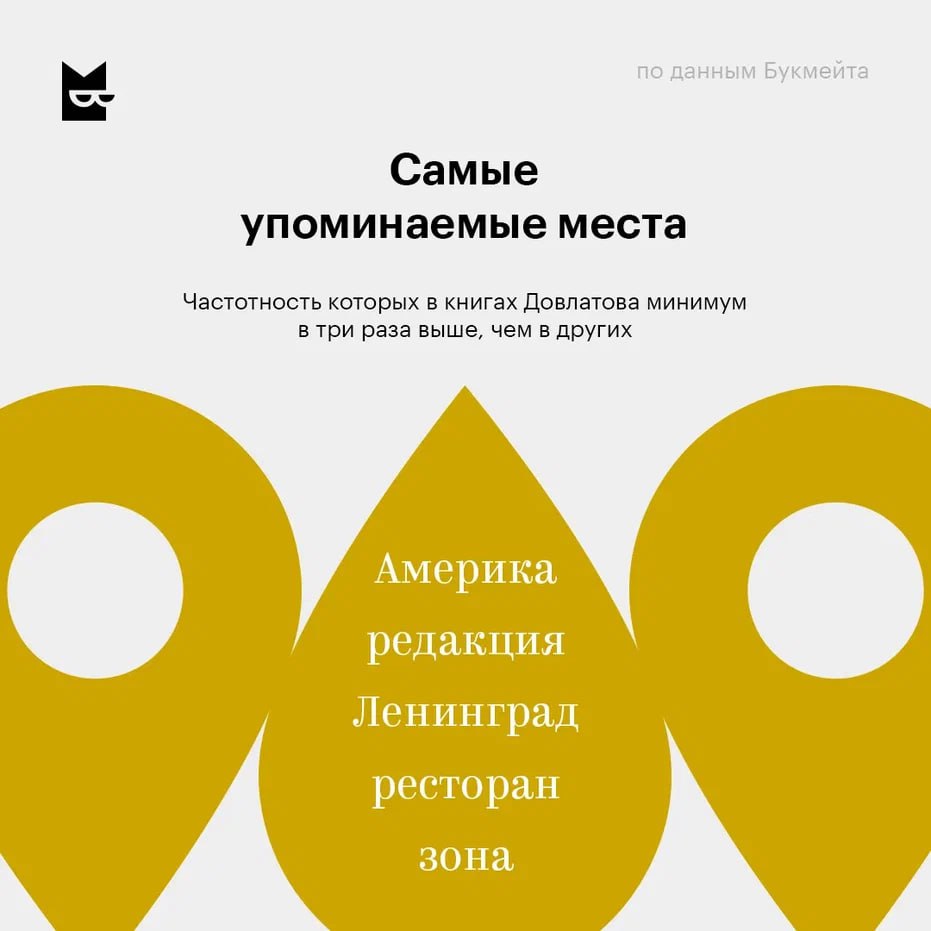 по данным Букмейта
Самые
упоминаемые места
Частотность которых в книгах Довлатова минимум
в три раза выше, чем в других
Америка
редакция
Ленинград
ресторан
зона